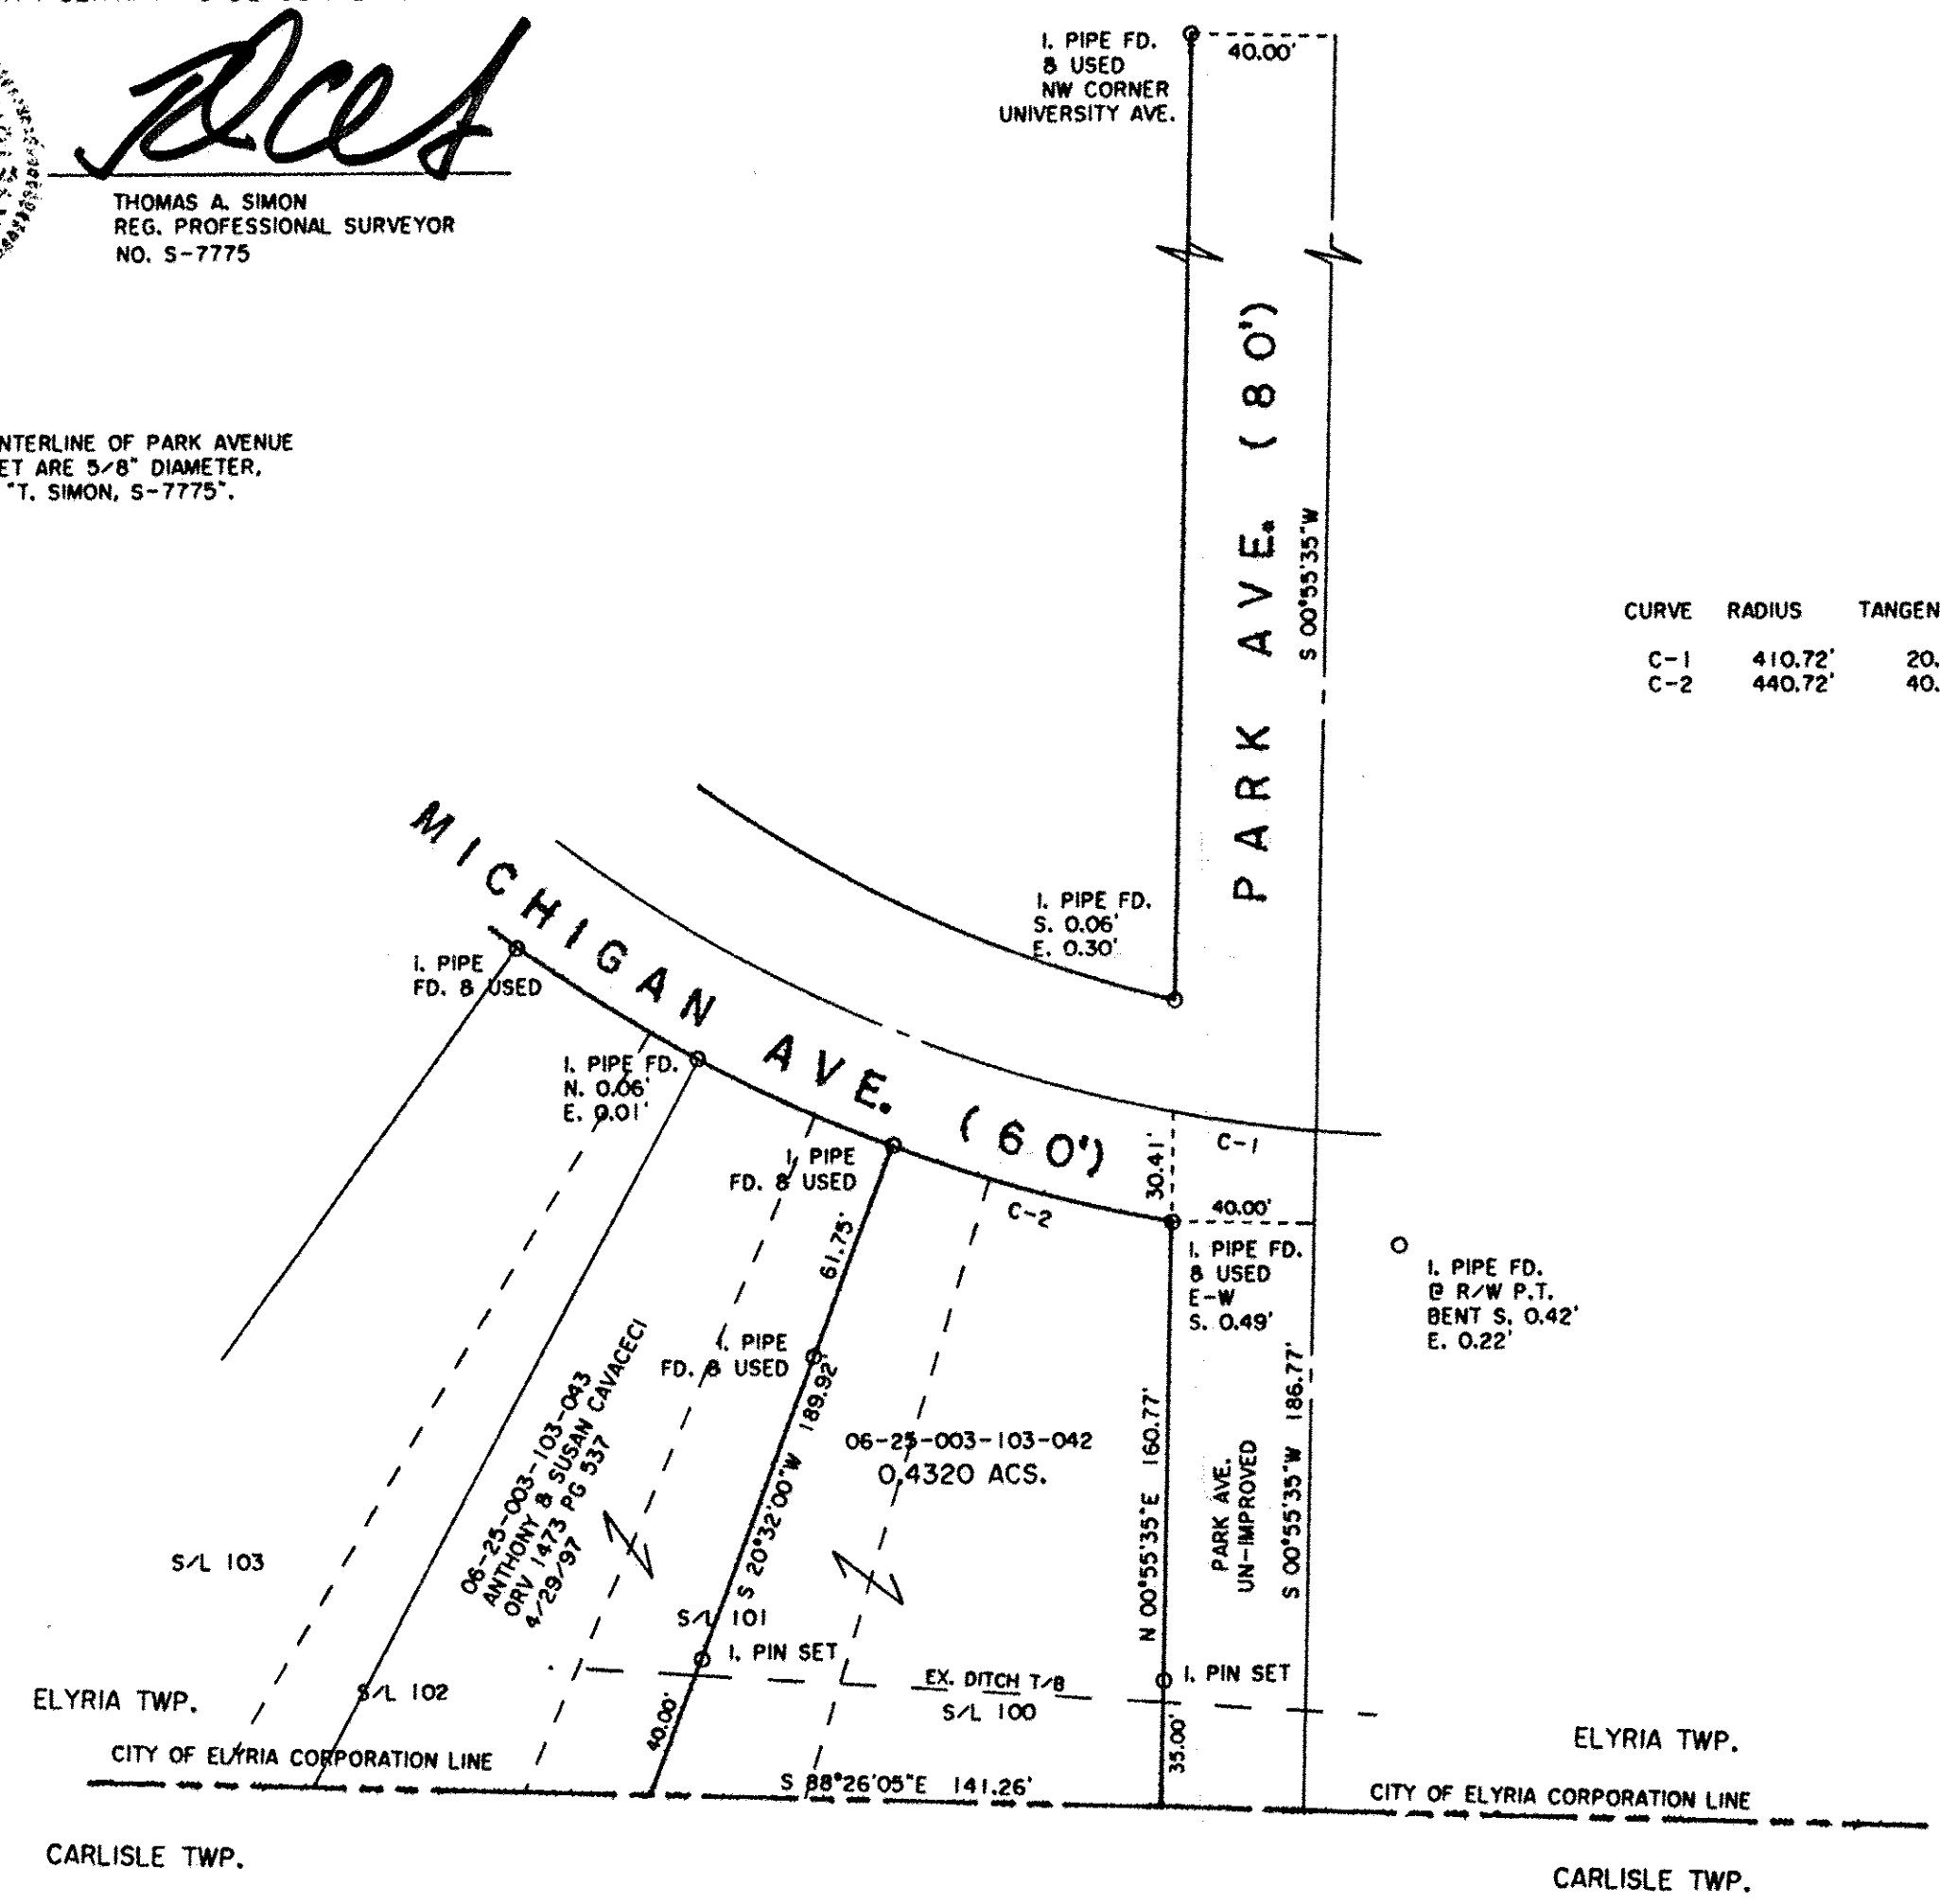 THOMAS A. SIMON
REG. PROFESSIONAL SURVEYOR
NO. S-7775
NTERLINE OF PARK AVENUE
ET ARE 5/8" DIAMETER,
"T. SIMON, S-7775".
I. PIPE FD.
& USED
NW CORNER
UNIVERSITY AVE.
40.00'
PARK AVE. (80')
S 00°55'35"W
CURVE RADIUS TANGEN
C-1 410.72' 20.
C-2 440.72' 40.
MICHIGAN AVE. (60')
I. PIPE FD.
S. 0.06'
E. 0.30'
I. PIPE
FD. & USED
I. PIPE FD.
N. 0.06'
E. 0.01'
I. PIPE
FD. & USED
C-1
30.41'
40.00'
C-2
61.75'
I. PIPE FD.
& USED
E-W
S. 0.49'
I. PIPE FD.
@ R/W P.T.
BENT S. 0.42'
E. 0.22'
I. PIPE
FD. & USED
06-25-003-103-043
ANTHONY & SUSAN CAVACECI
ORV 1473 PG 537
4/29/97
S 20°32'00"W 189.92'
06-25-003-103-042
0.4320 ACS.
N 00°55'35"E 160.77'
PARK AVE.
UN-IMPROVED
S 00°55'35"W 186.77'
S/L 103
S/L 101
I. PIN SET
I. PIN SET
EX. DITCH T/B
S/L 100
S/L 102
ELYRIA TWP.
40.00'
35.00'
ELYRIA TWP.
CITY OF ELYRIA CORPORATION LINE
S 88°26'05"E 141.26'
CITY OF ELYRIA CORPORATION LINE
CARLISLE TWP.
CARLISLE TWP.